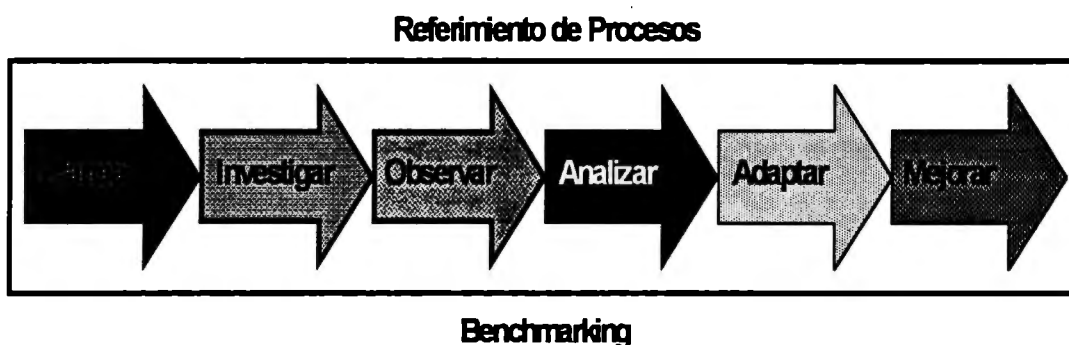 Referimiento de Procesos
Investigar Observar Analizar Adaptar Mejorar
Benchmarking